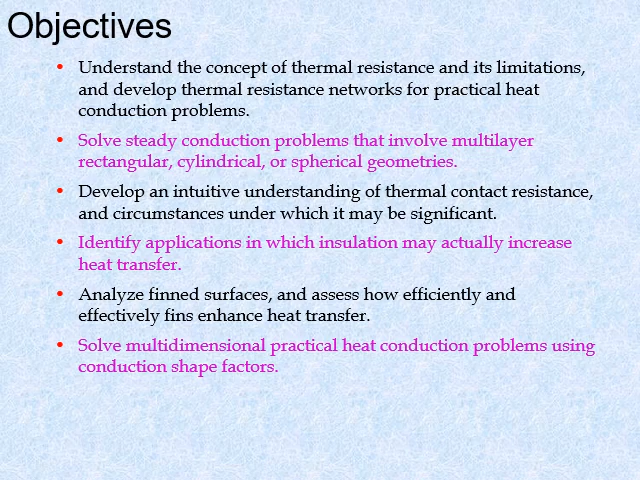 Objectives
• Understand the concept of thermal resistance and its limitations,
and develop thermal resistance networks for practical heat
conduction problems.
• Solve steady conduction problems that involve multilayer
rectangular, cylindrical, or spherical geometries.
• Develop an intuitive understanding of thermal contact resistance,
and circumstances under which it may be significant.
• Identify applications in which insulation may actually increase
heat transfer.
• Analyze finned surfaces, and assess how efficiently and
effectively fins enhance heat transfer.
• Solve multidimensional practical heat conduction problems using
conduction shape factors.